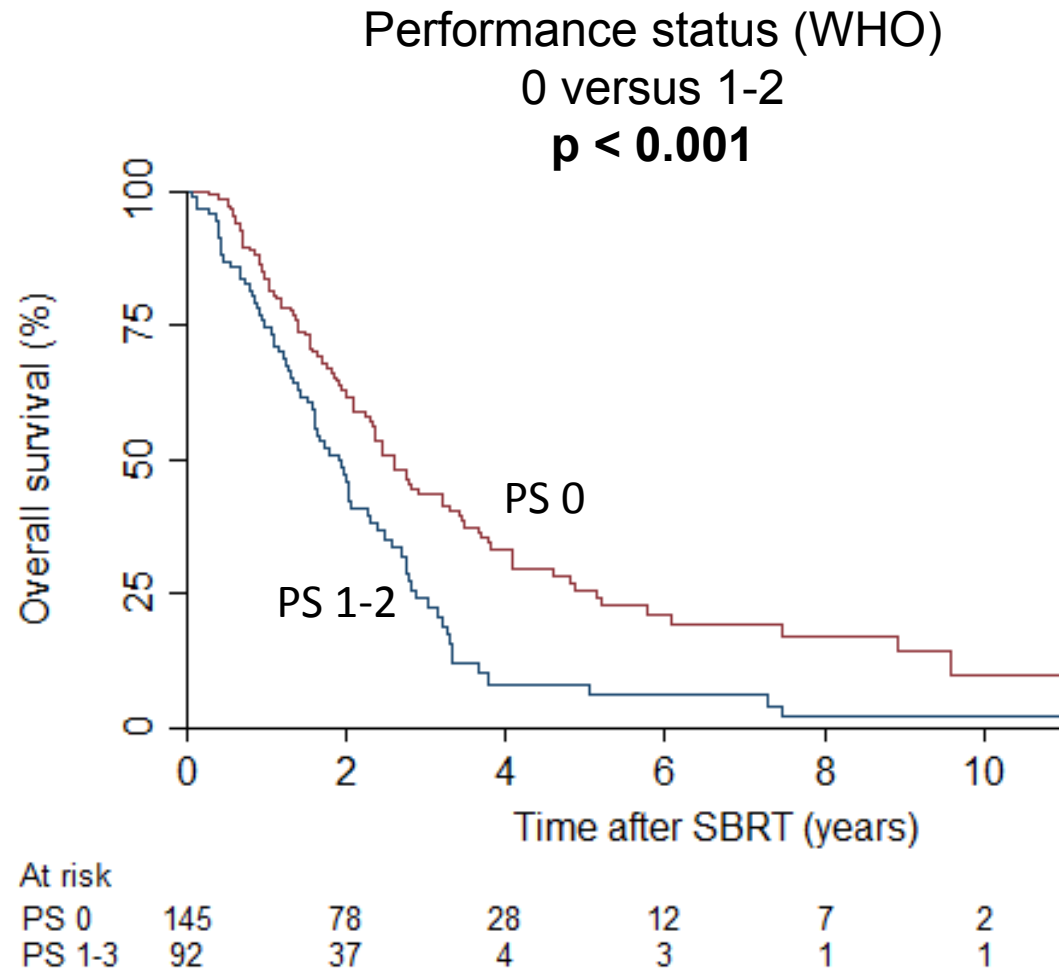 Performance status (WHO)
0 versus 1-2
p < 0.001
Overall survival (%)
100
75
50
25
0
PS 0
PS 1-2
0 2 4 6 8 10
Time after SBRT (years)
At risk
PS 0 145 78 28 12 7 2
PS 1-3 92 37 4 3 1 1